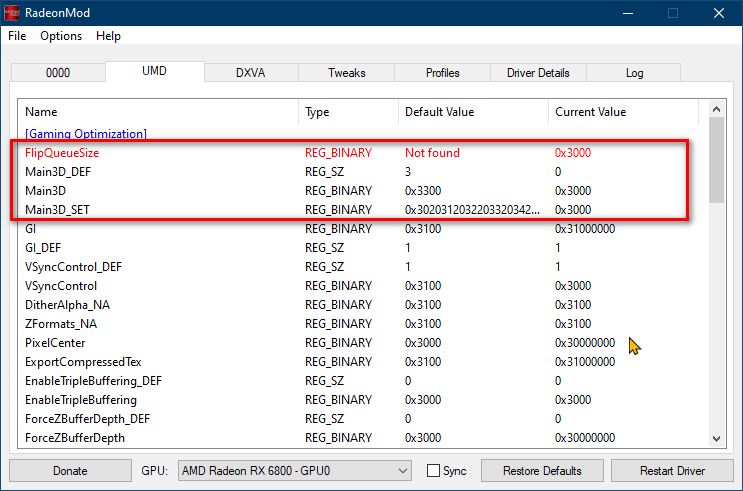 RadeonMod
File Options Help
0000 UMD DXVA Tweaks Profiles Driver Details Log
Name Type Default Value Current Value
[Gaming Optimization]
FlipQueueSize REG_BINARY Not found 0x3000
Main3D_DEF REG_SZ 3 0
Main3D REG_BINARY 0x3300 0x3000
Main3D_SET REG_BINARY 0x3020312032203320342... 0x3000
GI REG_BINARY 0x3100 0x31000000
GI_DEF REG_SZ 1 1
VSyncControl_DEF REG_SZ 1 1
VSyncControl REG_BINARY 0x3100 0x3000
DitherAlpha_NA REG_BINARY 0x3100 0x3100
ZFormats_NA REG_BINARY 0x3100 0x3100
PixelCenter REG_BINARY 0x3000 0x30000000
ExportCompressedTex REG_BINARY 0x3100 0x31000000
EnableTripleBuffering_DEF REG_SZ 0 0
EnableTripleBuffering REG_BINARY 0x3000 0x3000
ForceZBufferDepth_DEF REG_SZ 0 0
ForceZBufferDepth REG_BINARY 0x3000 0x30000000
Donate GPU: AMD Radeon RX 6800 - GPU0 Sync Restore Defaults Restart Driver